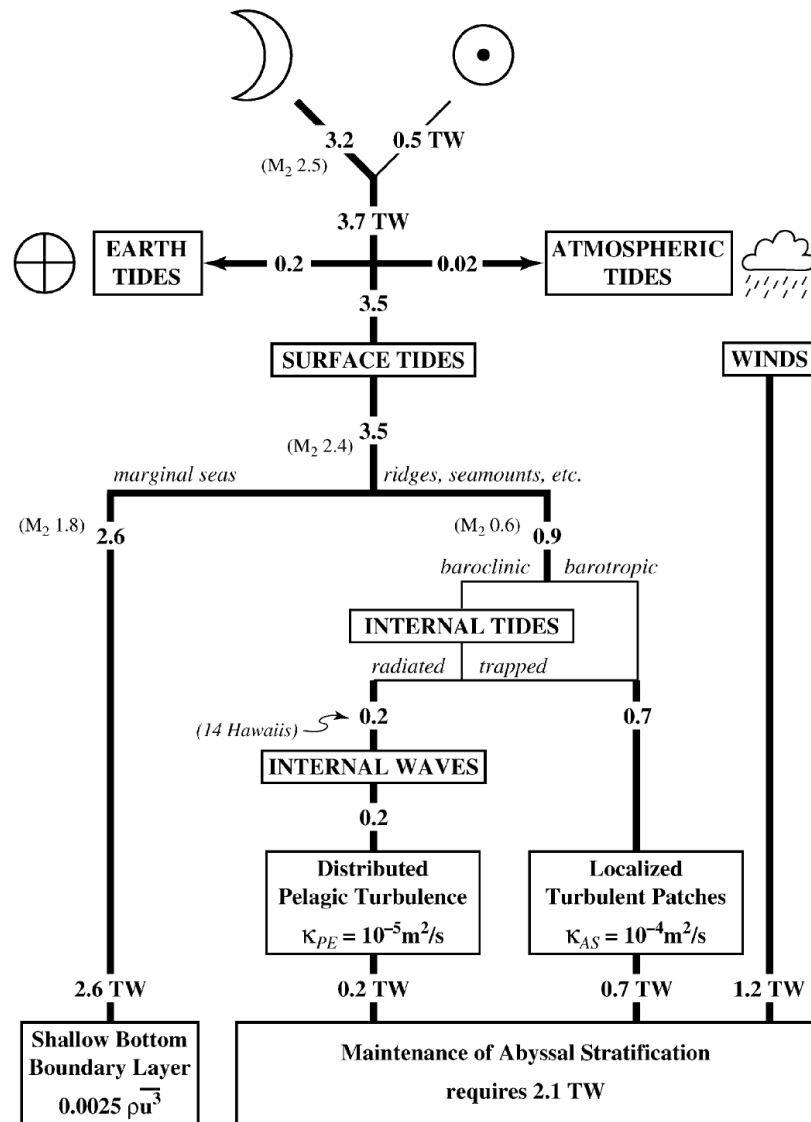 3.2 0.5 TW
(M₂ 2.5)
3.7 TW
EARTH
TIDES
0.2
0.02
ATMOSPHERIC
TIDES
3.5
SURFACE TIDES
WINDS
3.5
(M₂ 2.4)
marginal seas
ridges, seamounts, etc.
(M₂ 1.8)
2.6
(M₂ 0.6)
0.9
baroclinic
barotropic
INTERNAL TIDES
radiated
trapped
(14 Hawaiis)
0.2
0.7
INTERNAL WAVES
0.2
Distributed
Pelagic Turbulence
κ_PE = 10⁻⁵m²/s
Localized
Turbulent Patches
κ_AS = 10⁻⁴m²/s
2.6 TW
0.2 TW
0.7 TW
1.2 TW
Shallow Bottom
Boundary Layer
0.0025 ρu̅³̅
Maintenance of Abyssal Stratification
requires 2.1 TW